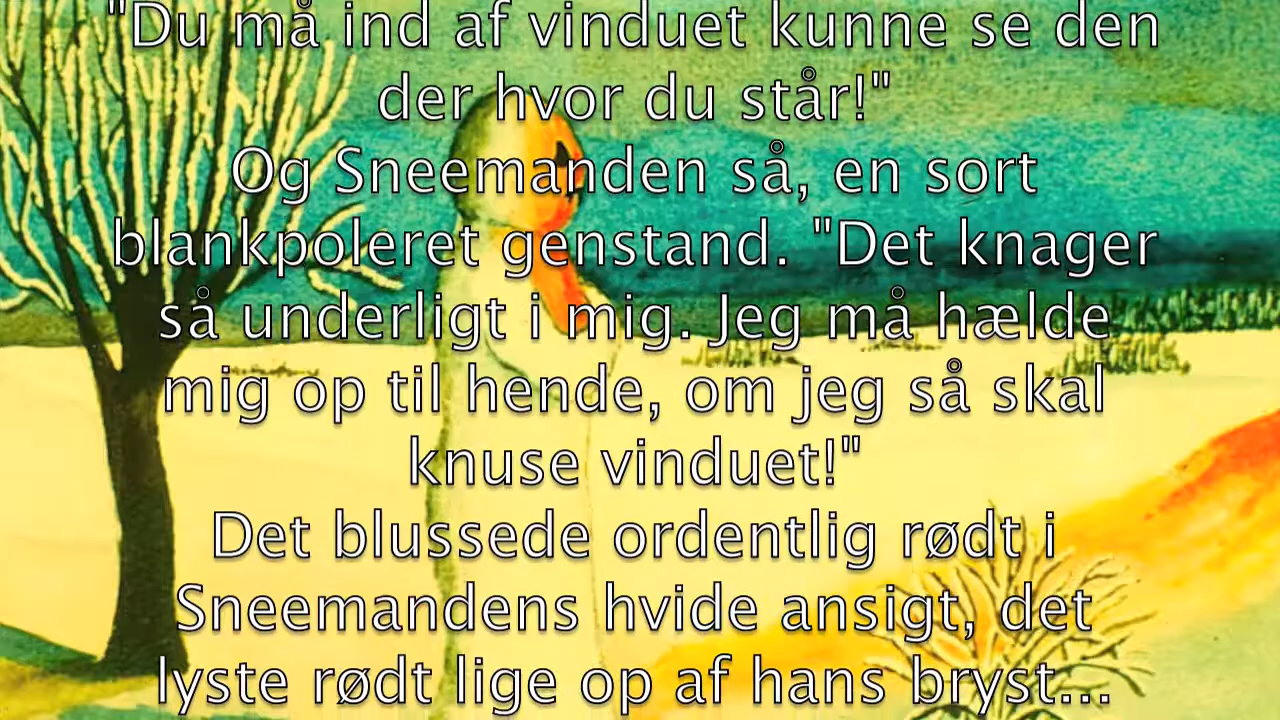 "Du må ind af vinduet kunne se den
der hvor du står!"
Og Sneemanden så, en sort
blankpoleret genstand. "Det knager
så underligt i mig. Jeg må hælde
mig op til hende, om jeg så skal
knuse vinduet!"
Det blussede ordentlig rødt i
Sneemandens hvide ansigt, det
lyste rødt lige op af hans bryst...